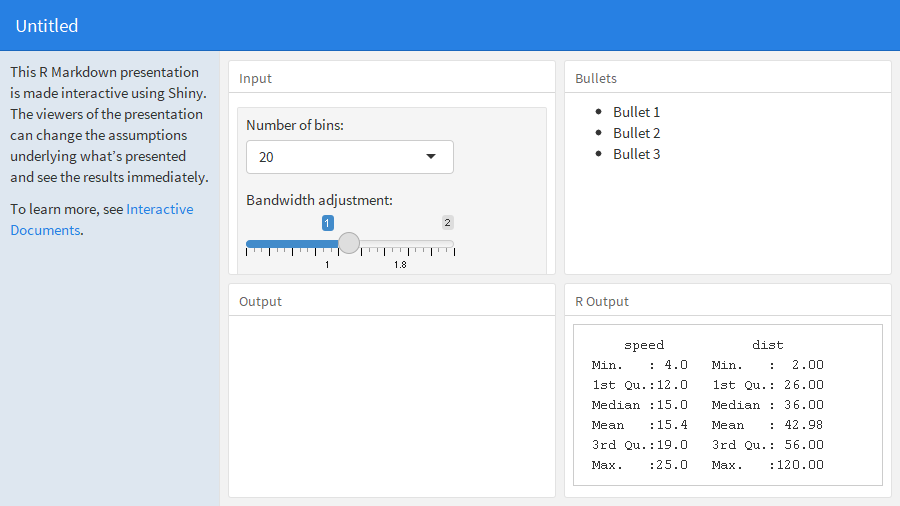 Untitled
This R Markdown presentation
is made interactive using Shiny.
The viewers of the presentation
can change the assumptions
underlying what's presented
and see the results immediately.
To learn more, see Interactive
Documents.
Input
Number of bins:
20
Bandwidth adjustment:
1 2
1 1.8
Bullets
• Bullet 1
• Bullet 2
• Bullet 3
Output
R Output
speed dist
Min. : 4.0 Min. : 2.00
1st Qu.:12.0 1st Qu.: 26.00
Median :15.0 Median : 36.00
Mean :15.4 Mean : 42.98
3rd Qu.:19.0 3rd Qu.: 56.00
Max. :25.0 Max. :120.00